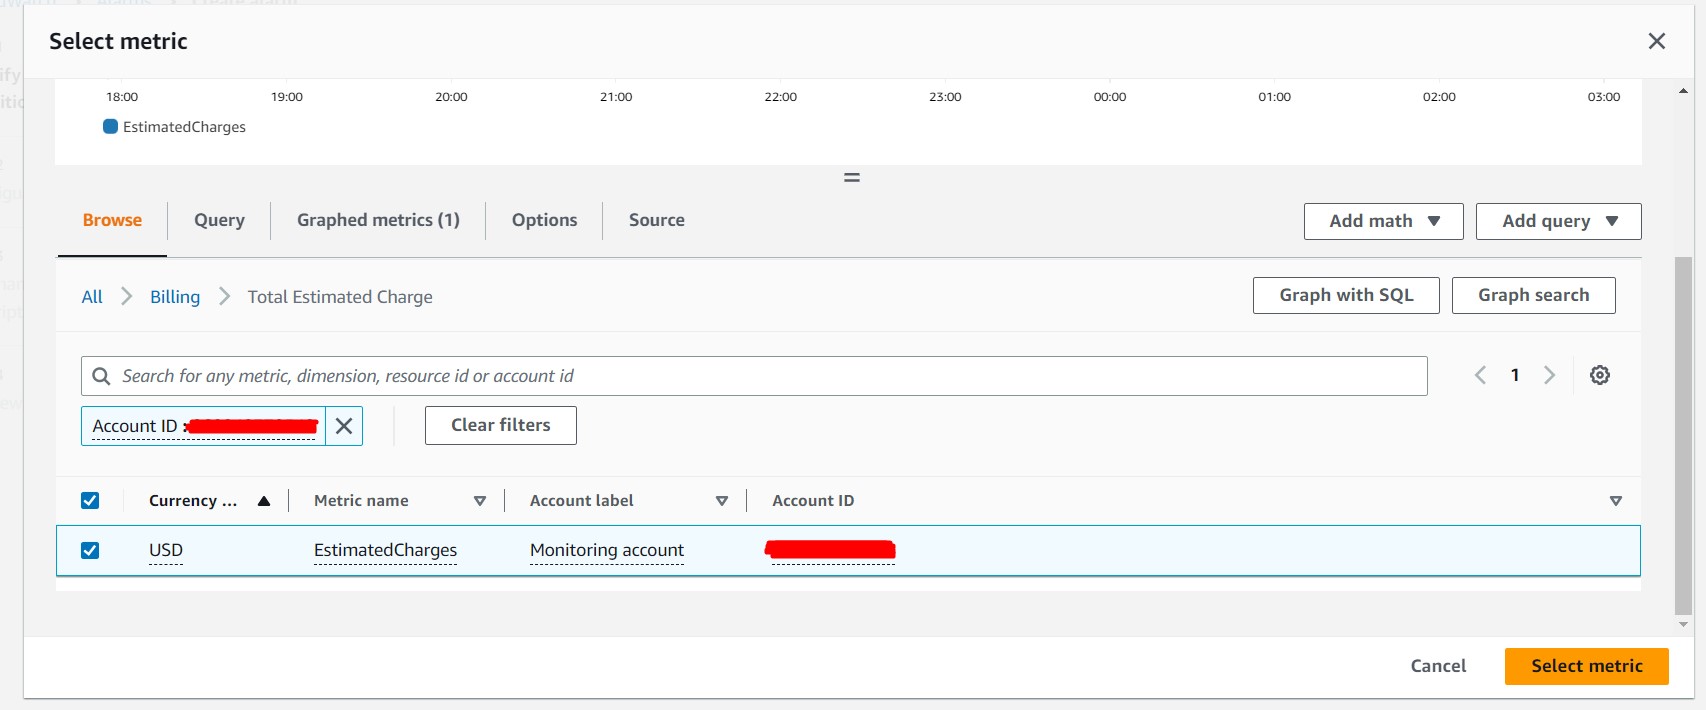 Select metric
18:00 19:00 20:00 21:00 22:00 23:00 00:00 01:00 02:00 03:00
EstimatedCharges
Browse Query Graphed metrics (1) Options Source Add math Add query
All Billing Total Estimated Charge Graph with SQL Graph search
Search for any metric, dimension, resource id or account id 1
Account ID : Clear filters
Currency ... Metric name Account label Account ID
USD EstimatedCharges Monitoring account
Cancel Select metric